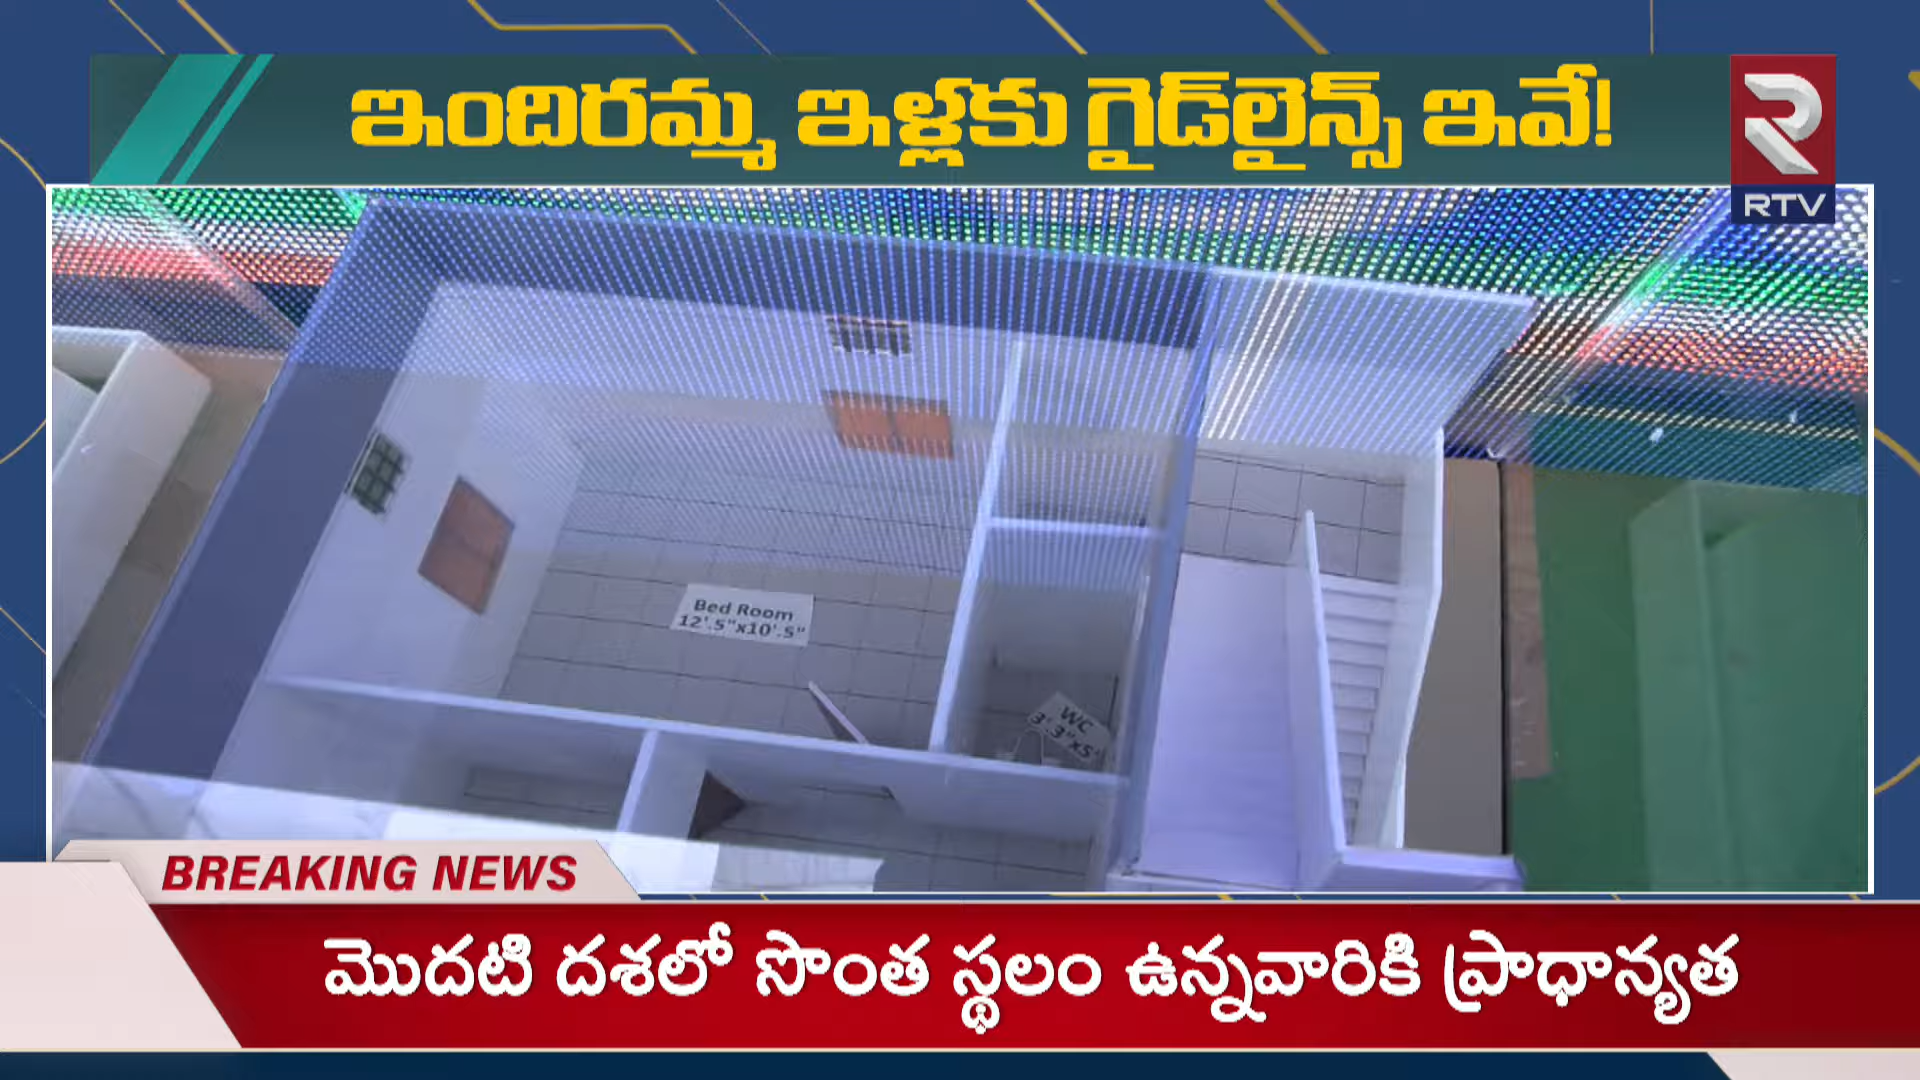 ఇందిరమ్మ ఇళ్లకు గైడ్‌లైన్స్ ఇవే!
RTV
Bed Room
12'.5"x10'.5"
WC
3'.3"x5'
BREAKING NEWS
మొదటి దశలో సొంత స్థలం ఉన్నవారికి ప్రాధాన్యత